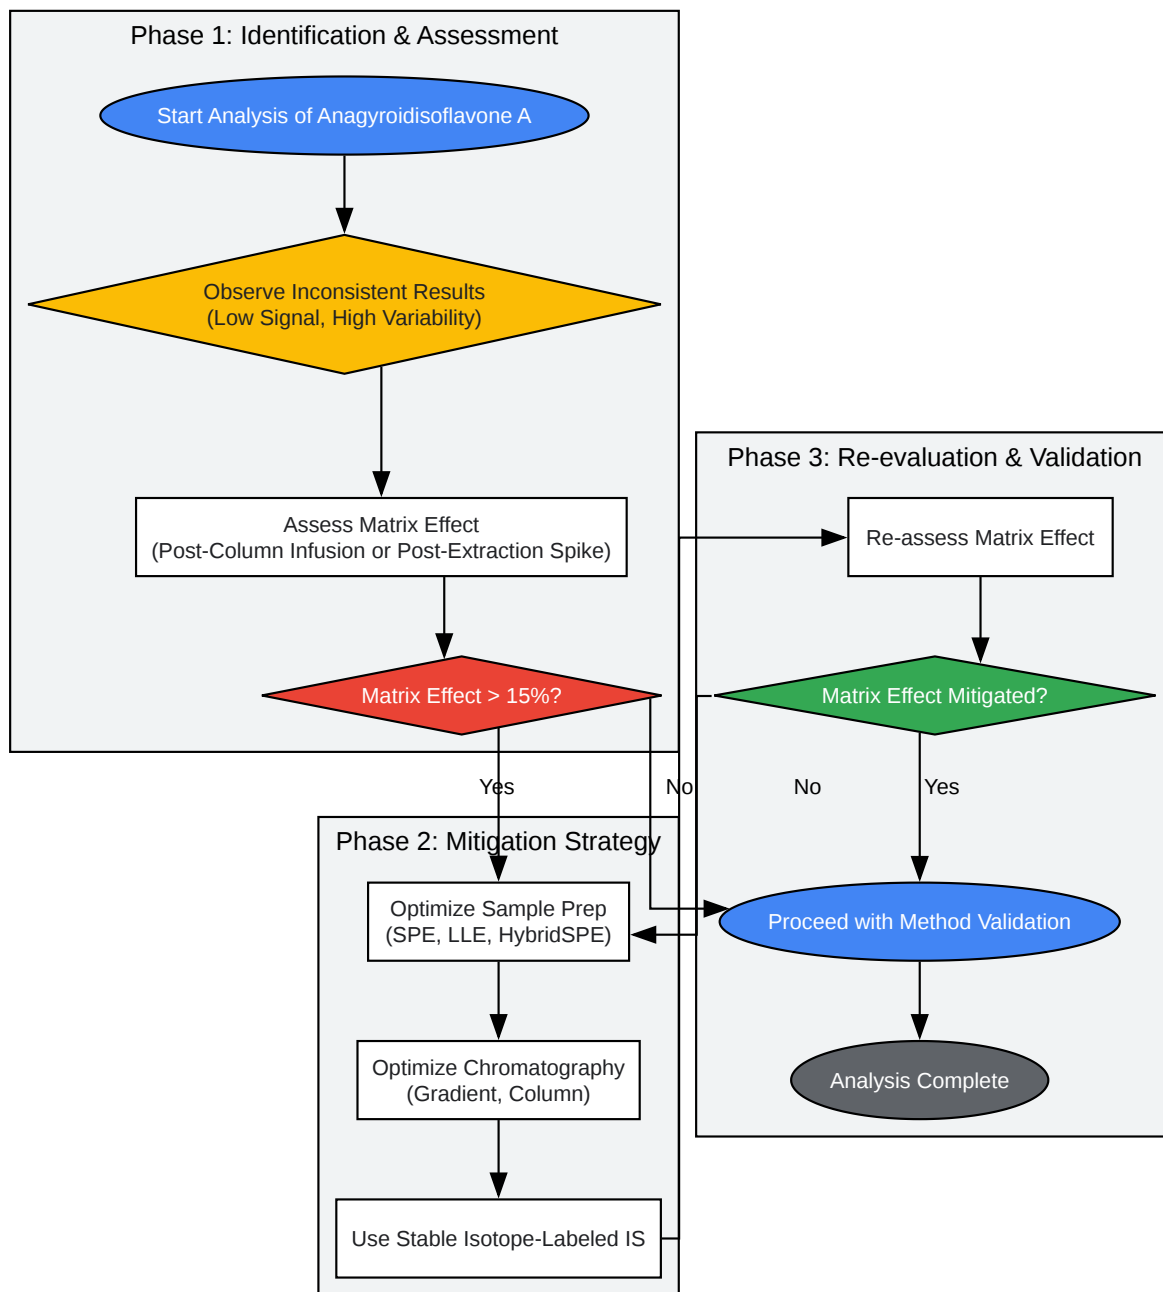 Phase 1: Identification & Assessment
Start Analysis of Anagyroidisoflavone A
Observe Inconsistent Results
(Low Signal, High Variability)
Assess Matrix Effect
(Post-Column Infusion or Post-Extraction Spike)
Matrix Effect > 15%?
Yes
No
Phase 2: Mitigation Strategy
Optimize Sample Prep
(SPE, LLE, HybridSPE)
Optimize Chromatography
(Gradient, Column)
Use Stable Isotope-Labeled IS
Phase 3: Re-evaluation & Validation
Re-assess Matrix Effect
Matrix Effect Mitigated?
No
Yes
Proceed with Method Validation
Analysis Complete